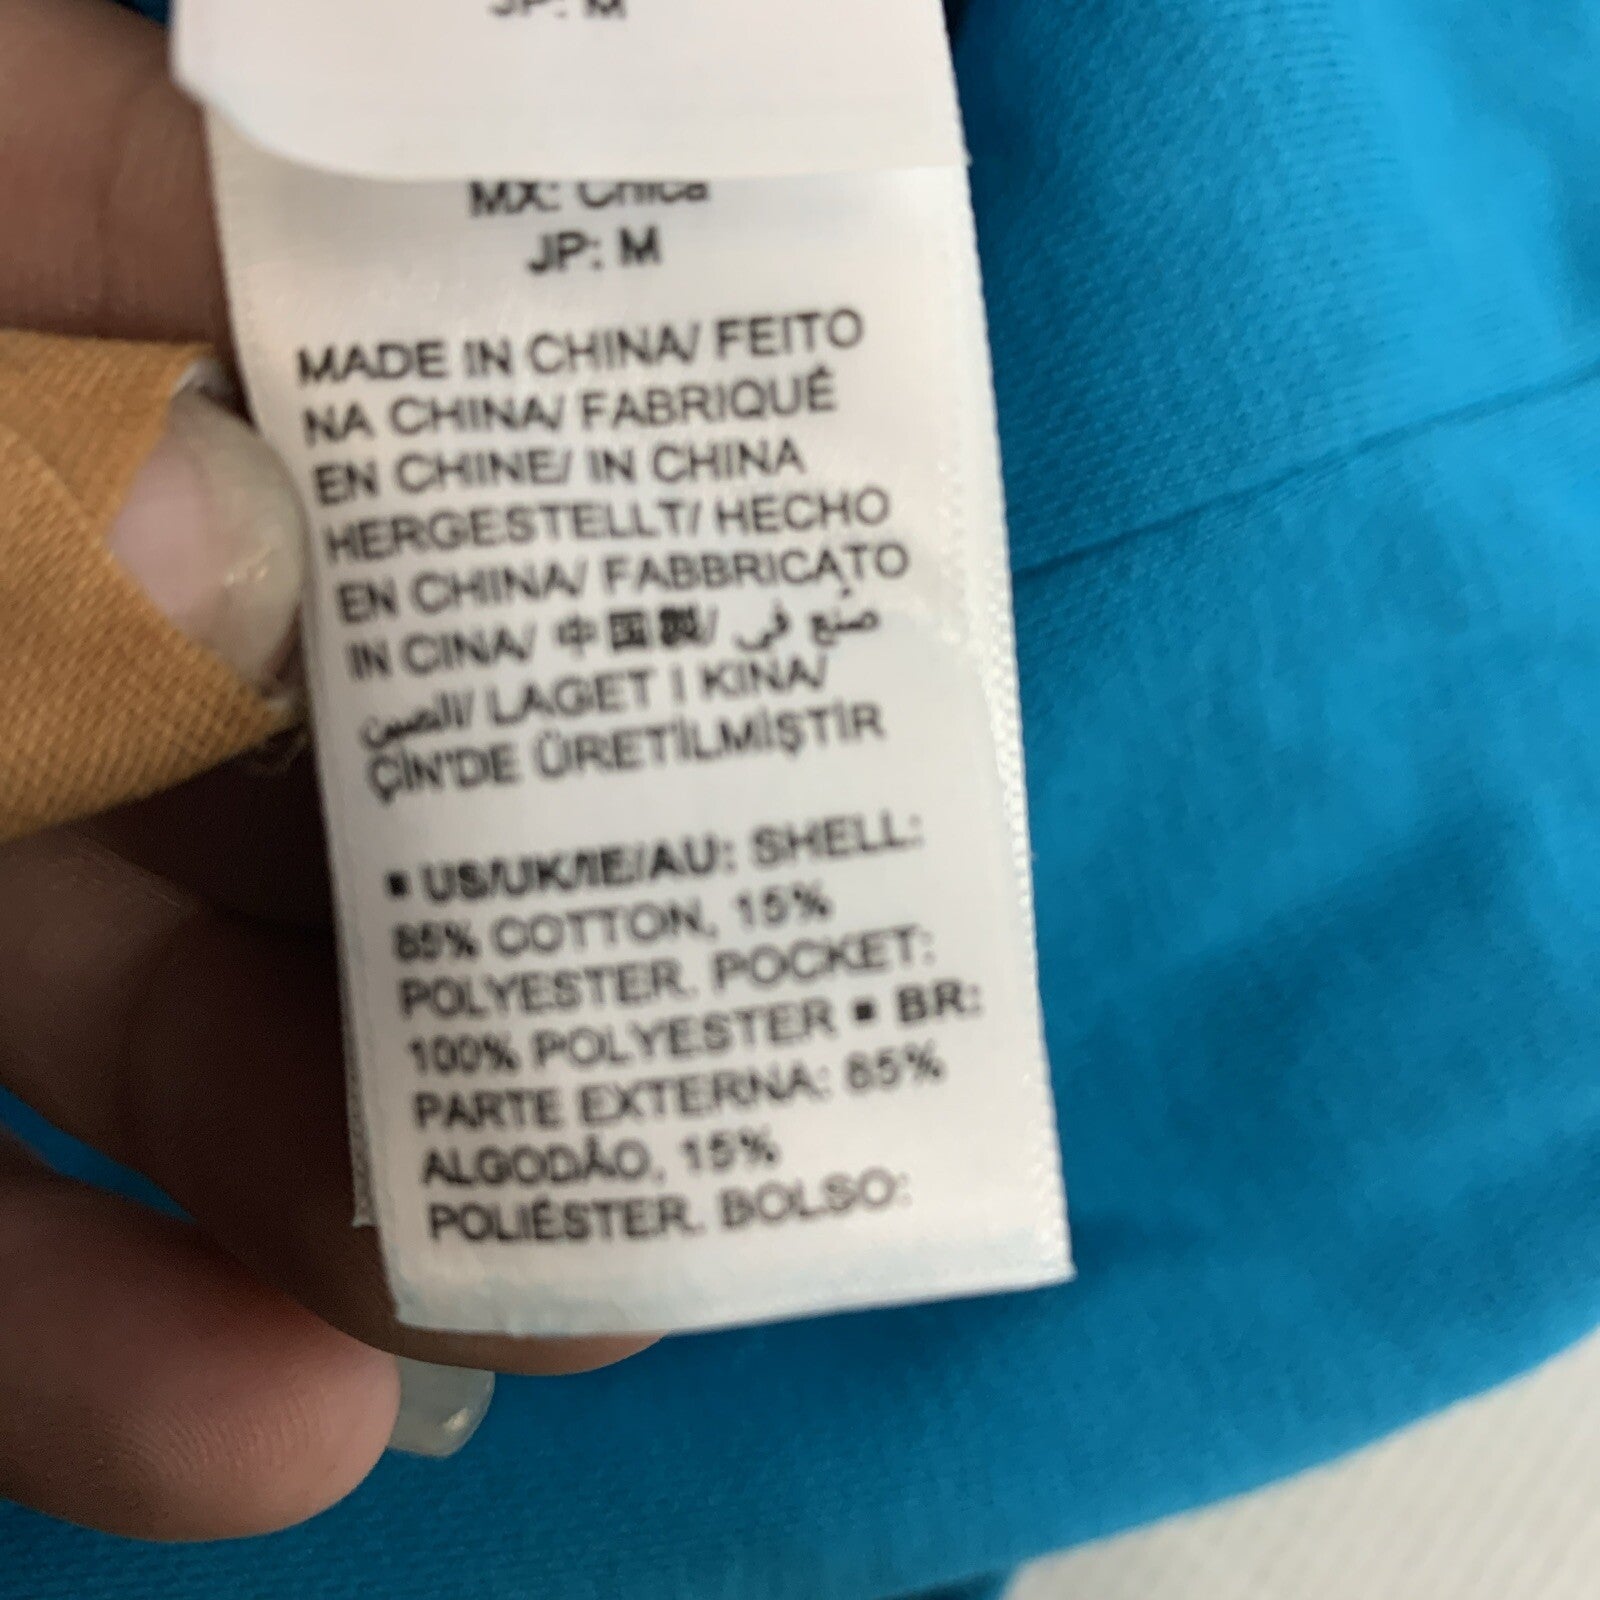 JP: M
MX: Chica
JP: M
MADE IN CHINA/ FEITO
NA CHINA/ FABRIQUÉ
EN CHINE/ IN CHINA
HERGESTELLT/ HECHO
EN CHINA/ FABBRICATO
IN CINA/ 中国製/ صُنع في
الصين/ LAGET I KINA/
ÇİN'DE ÜRETİLMİŞTİR
▪ US/UK/IE/AU: SHELL:
85% COTTON, 15%
POLYESTER. POCKET:
100% POLYESTER ▪ BR:
PARTE EXTERNA: 85%
ALGODÃO, 15%
POLIÉSTER. BOLSO: